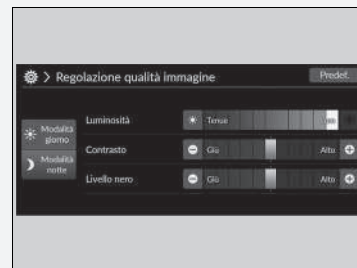 > Regolazione qualità immagine
Predef.
Modalità
giorno
Modalità
notte
Luminosità
Tenue
Contrasto
Giù
Alto
Livello nero
Giù
Alto